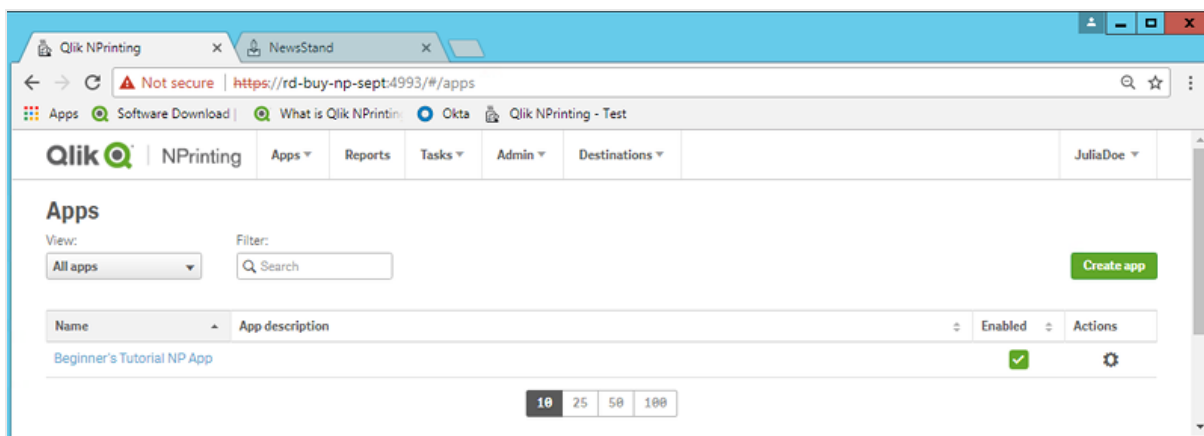 Qlik NPrinting NewsStand
Not secure | https://rd-buy-np-sept:4993/#/apps
Apps Software Download | What is Qlik NPrintin Okta Qlik NPrinting - Test
Qlik NPrinting Apps Reports Tasks Admin Destinations JuliaDoe
Apps
View: Filter:
All apps Search Create app
Name App description Enabled Actions
Beginner's Tutorial NP App
10 25 50 100